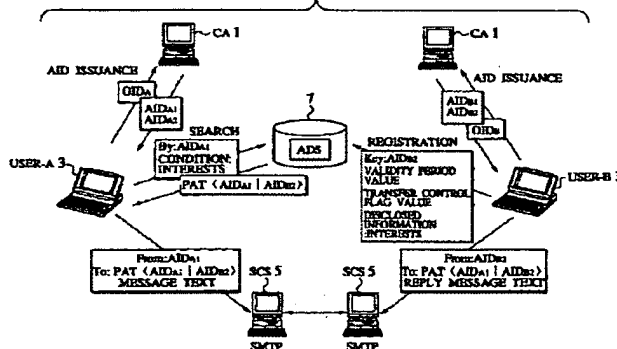 CA 1
CA 1
AID ISSUANCE
AID ISSUANCE
OIDA
AIDA1
AIDA2
AIDB1
AIDB2
OIDB
7
ADS
SEARCH
By:AIDA1
CONDITION:
INTERESTS
PAT < AIDA1 | AIDB2 >
REGISTRATION
Key:AIDB2
VALIDITY PERIOD
VALUE
TRANSFER CONTROL
FLAG VALUE
DISCLOSED
INFORMATION
:INTERESTS
USER-A 3
USER-B 3
From:AIDA1
To: PAT < AIDA1 | AIDB2 >
MESSAGE TEXT
From:AIDB2
To: PAT < AIDA1 | AIDB2 >
REPLY MESSAGE TEXT
SCS 5
SCS 5
SMTP
SMTP